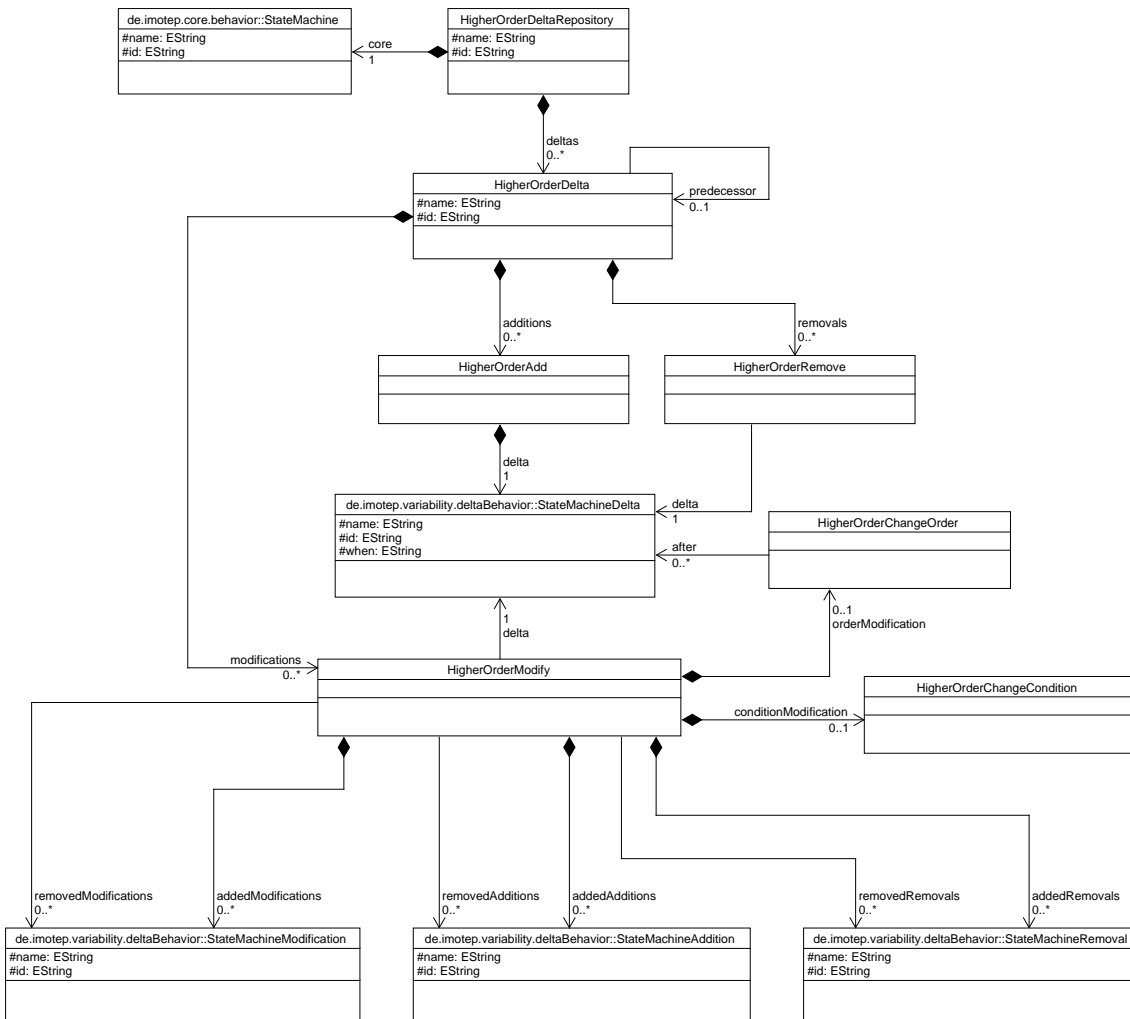 de.imotep.core.behavior::StateMachine
#name: EString
#id: EString
HigherOrderDeltaRepository
#name: EString
#id: EString
core
1
deltas
0..*
HigherOrderDelta
#name: EString
#id: EString
predecessor
0..1
additions
0..*
removals
0..*
HigherOrderAdd
HigherOrderRemove
delta
1
de.imotep.variability.deltaBehavior::StateMachineDelta
#name: EString
#id: EString
#when: EString
delta
1
after
0..*
HigherOrderChangeOrder
1
delta
0..1
orderModification
modifications
0..*
HigherOrderModify
HigherOrderChangeCondition
conditionModification
0..1
removedModifications
0..*
addedModifications
0..*
removedAdditions
0..*
addedAdditions
0..*
removedRemovals
0..*
addedRemovals
0..*
de.imotep.variability.deltaBehavior::StateMachineModification
#name: EString
#id: EString
de.imotep.variability.deltaBehavior::StateMachineAddition
#name: EString
#id: EString
de.imotep.variability.deltaBehavior::StateMachineRemoval
#name: EString
#id: EString